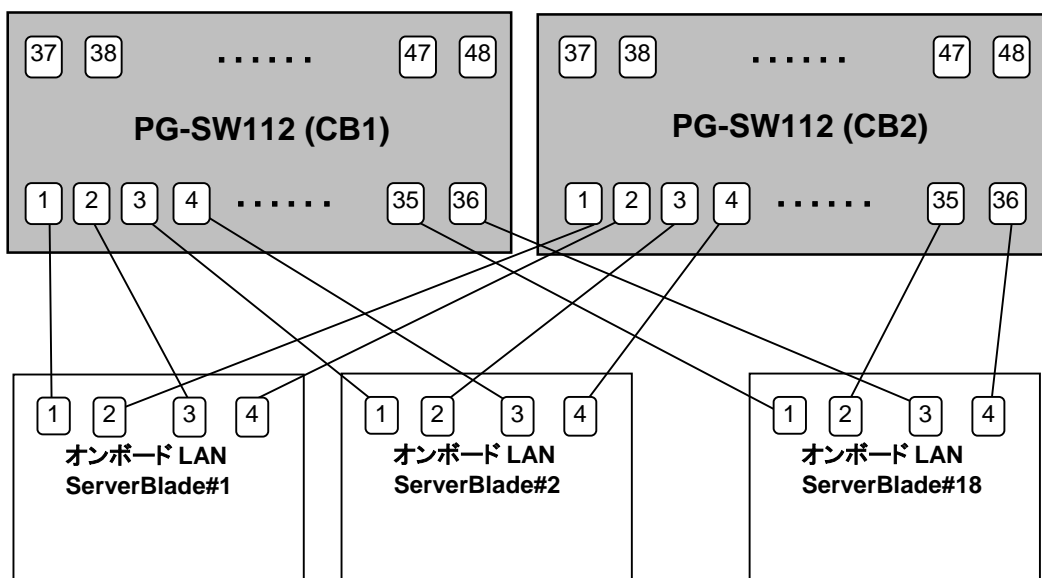 37 38 ・・・・・・ 47 48
37 38 ・・・・・・ 47 48
PG-SW112 (CB1)
PG-SW112 (CB2)
1 2 3 4 ・・・・・・ 35 36
1 2 3 4 ・・・・・・ 35 36
1 2 3 4
オンボード LAN
ServerBlade#1
1 2 3 4
オンボード LAN
ServerBlade#2
1 2 3 4
オンボード LAN
ServerBlade#18